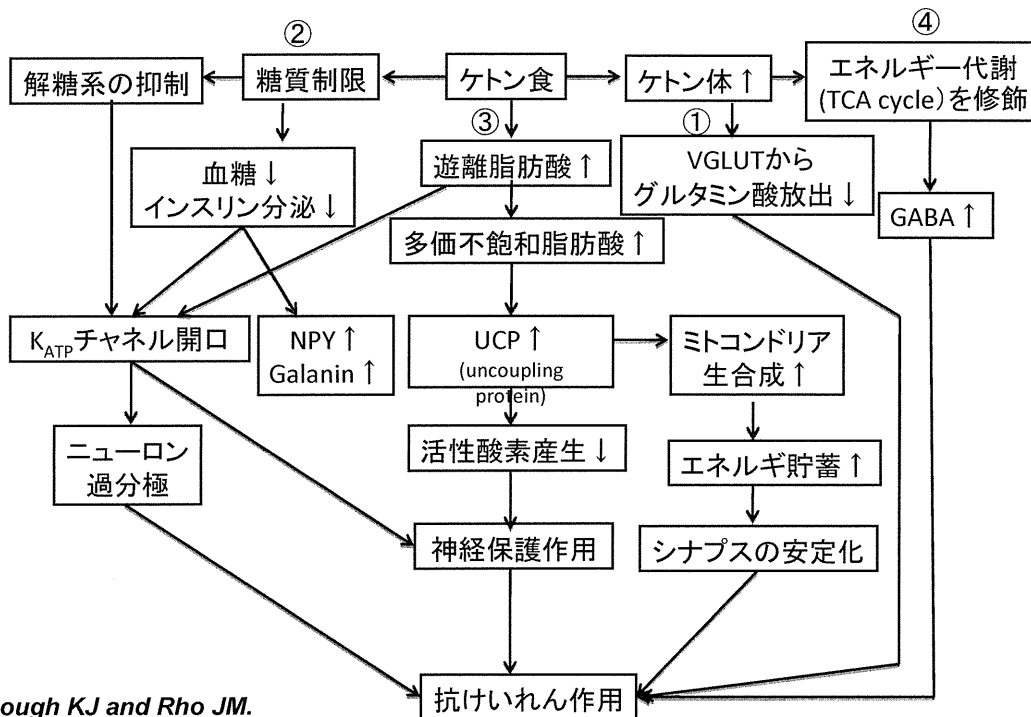 ④
②
解糖系の抑制
糖質制限
ケトン食
ケトン体↑
エネルギー代謝
(TCA cycle)を修飾
③
①
血糖↓
インスリン分泌↓
遊離脂肪酸↑
VGLUTから
グルタミン酸放出↓
GABA↑
多価不飽和脂肪酸↑
KATPチャネル開口
NPY↑
Galanin↑
UCP↑
(uncoupling
protein)
ミトコンドリア
生合成↑
ニューロン
過分極
活性酸素産生↓
エネルギ貯蓄↑
神経保護作用
シナプスの安定化
抗けいれん作用
ough KJ and Rho JM.